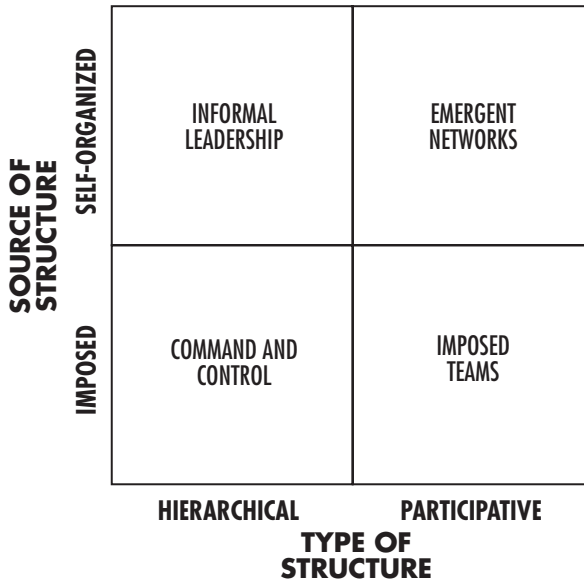 SOURCE OF
STRUCTURE
SELF-ORGANIZED
INFORMAL
LEADERSHIP
EMERGENT
NETWORKS
IMPOSED
COMMAND AND
CONTROL
IMPOSED
TEAMS
HIERARCHICAL
PARTICIPATIVE
TYPE OF
STRUCTURE